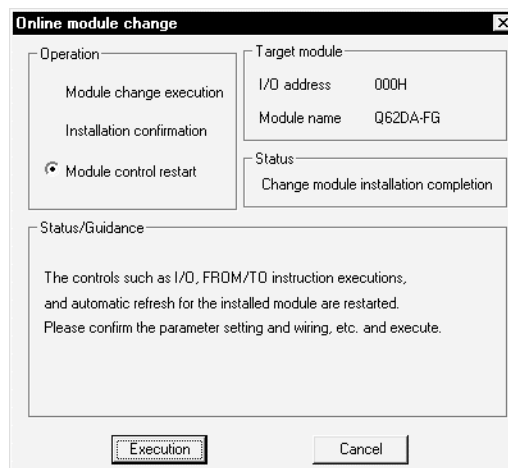 Online module change
Operation
Module change execution
Installation confirmation
Module control restart
Target module
I/O address 000H
Module name Q62DA-FG
Status
Change module installation completion
Status/Guidance
The controls such as I/O, FROM/TO instruction executions,
and automatic refresh for the installed module are restarted.
Please confirm the parameter setting and wiring, etc. and execute.
Execution Cancel